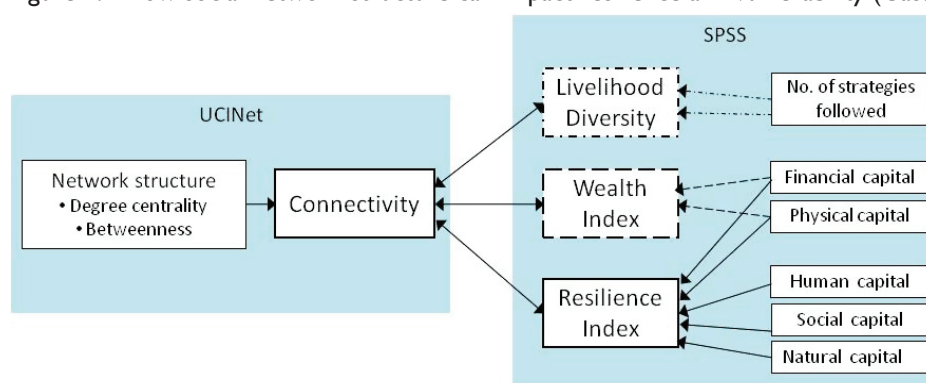 SPSS
UCINet
Network structure
• Degree centrality
• Betweenness
Connectivity
Livelihood
Diversity
Wealth
Index
Resilience
Index
No. of strategies
followed
Financial capital
Physical capital
Human capital
Social capital
Natural capital